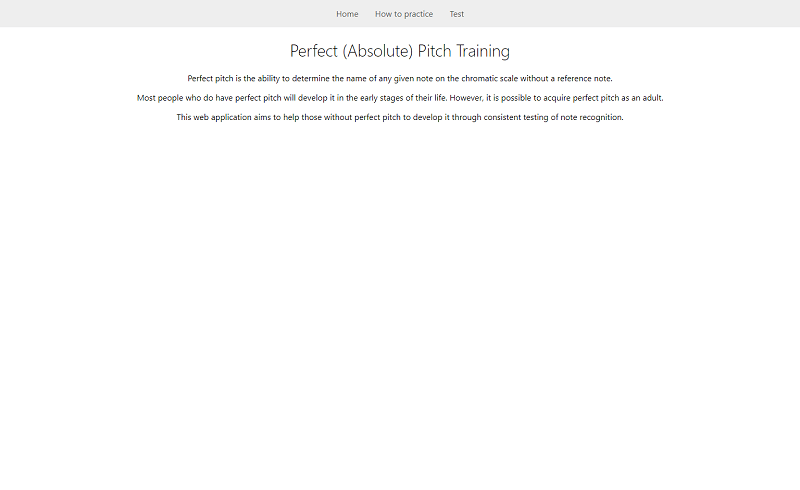 Home How to practice Test
Perfect (Absolute) Pitch Training
Perfect pitch is the ability to determine the name of any given note on the chromatic scale without a reference note.
Most people who do have perfect pitch will develop it in the early stages of their life. However, it is possible to acquire perfect pitch as an adult.
This web application aims to help those without perfect pitch to develop it through consistent testing of note recognition.